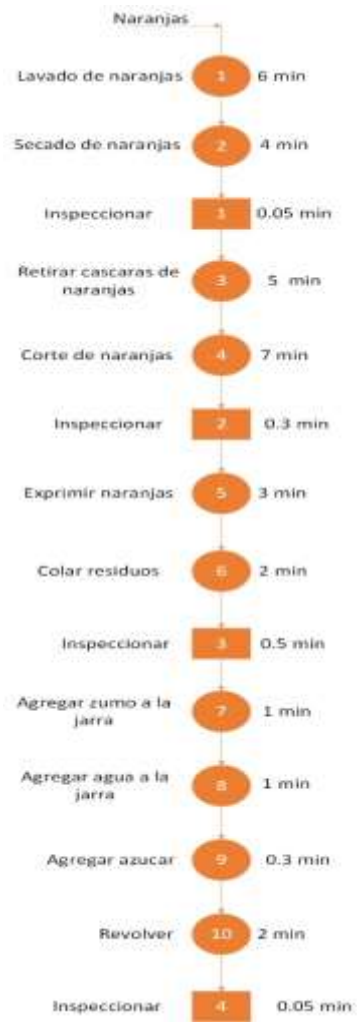 Naranjas
Lavado de naranjas 1 6 min
Secado de naranjas 2 4 min
Inspeccionar 1 0.05 min
Retirar cascaras de
naranjas 3 5 min
Corte de naranjas 4 7 min
Inspeccionar 2 0.3 min
Exprimir naranjas 5 3 min
Colar residuos 6 2 min
Inspeccionar 3 0.5 min
Agregar zumo a la
jarra 7 1 min
Agregar agua a la
jarra 8 1 min
Agregar azucar 9 0.3 min
Revolver 10 2 min
Inspeccionar 4 0.05 min